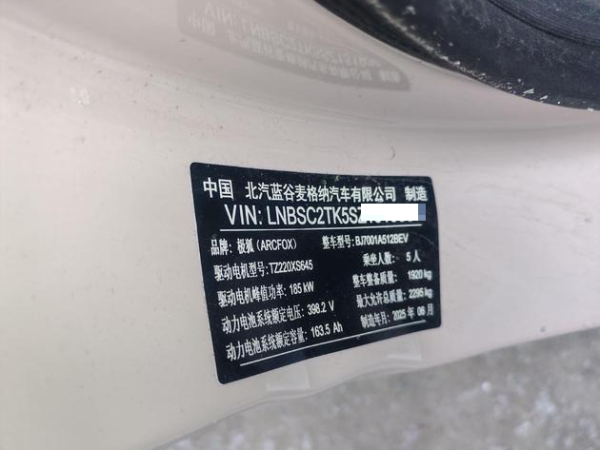 中国 北汽蓝谷麦格纳汽车有限公司 制造
VIN: LNBSC2TK5S
品牌: 极狐 (ARCFOX) 整车型号: BJ7001A512BEV
驱动电机型号: TZ220XS645 乘坐人数: 5 人
驱动电机峰值功率: 185 kW 整车整备质量: 1920 kg
动力电池系统额定电压: 398.2 V 最大允许总质量: 2295 kg
动力电池系统额定容量: 163.5 Ah 制造年月: 2025 年 06 月